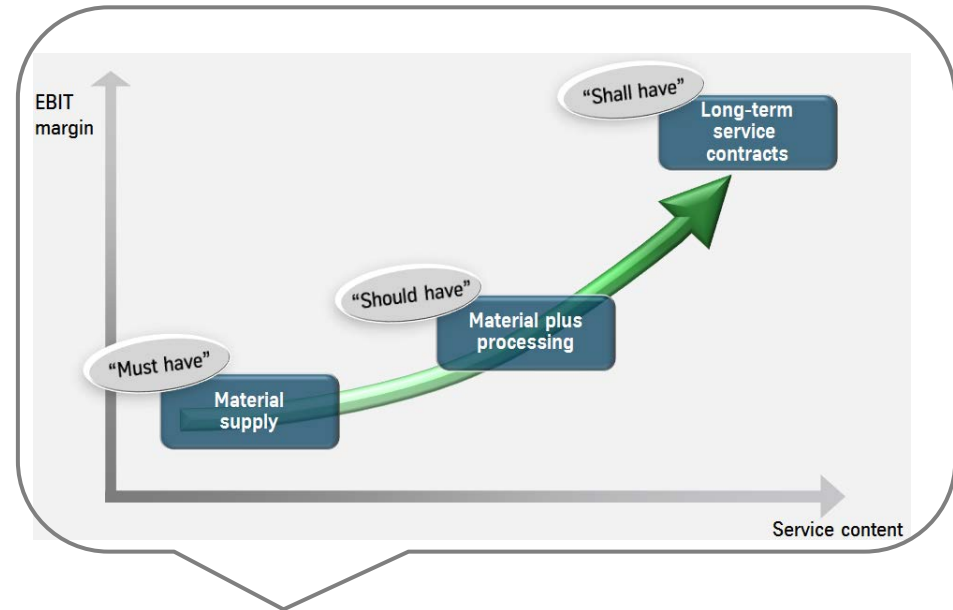 EBIT
margin
“Shall have”
Long-term
service
contracts
“Should have”
Material plus
processing
“Must have”
Material
supply
Service content